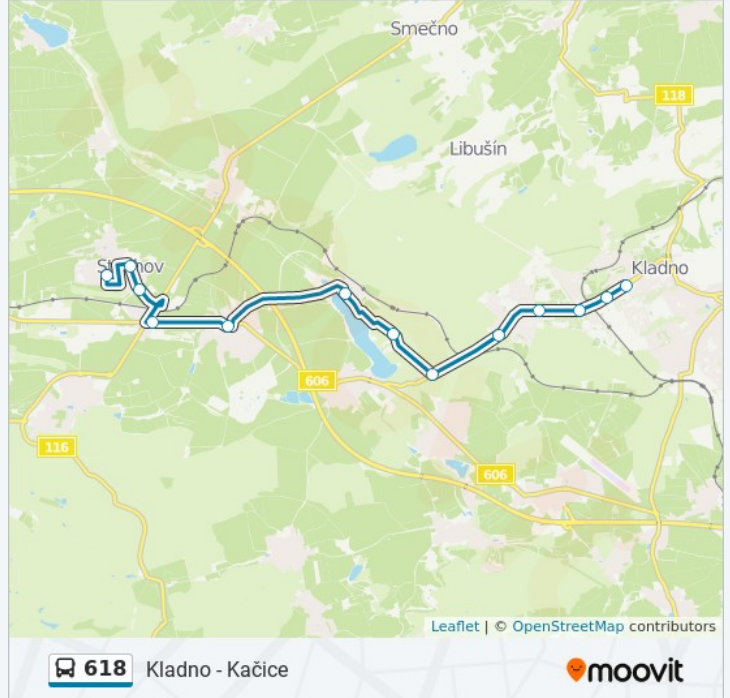 Smečno
118
Libušín
Kladno
606
116
606
Leaflet | © OpenStreetMap contributors
618 Kladno - Kačice
moovit